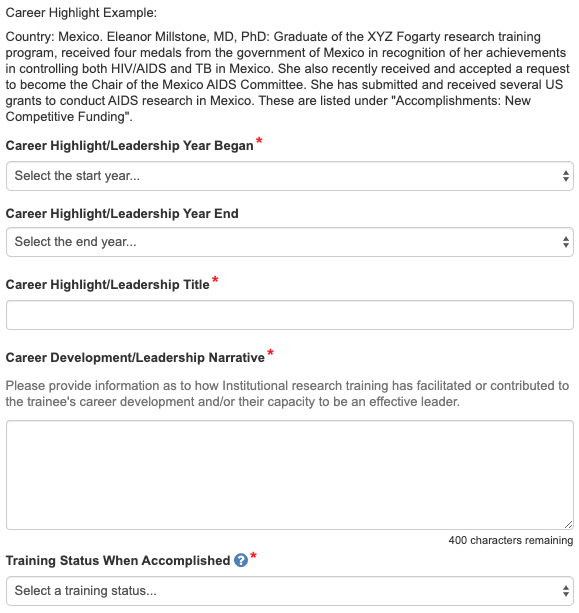 Career Highlight Example:
Country: Mexico. Eleanor Millstone, MD, PhD: Graduate of the XYZ Fogarty research training
program, received four medals from the government of Mexico in recognition of her achievements
in controlling both HIV/AIDS and TB in Mexico. She also recently received and accepted a request
to become the Chair of the Mexico AIDS Committee. She has submitted and received several US
grants to conduct AIDS research in Mexico. These are listed under "Accomplishments: New
Competitive Funding".
Career Highlight/Leadership Year Began *
Select the start year...
Career Highlight/Leadership Year End
Select the end year...
Career Highlight/Leadership Title *
Career Development/Leadership Narrative *
Please provide information as to how Institutional research training has facilitated or contributed to
the trainee's career development and/or their capacity to be an effective leader.
400 characters remaining
Training Status When Accomplished ? *
Select a training status...